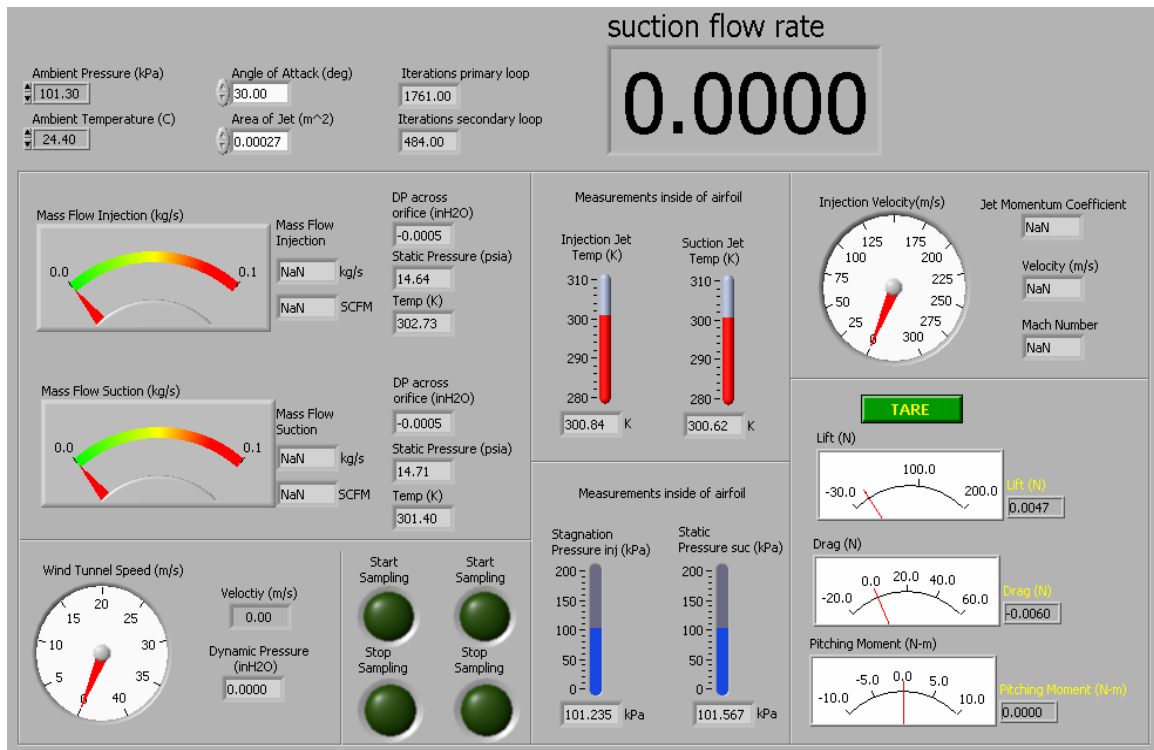 suction flow rate
0.0000
Ambient Pressure (kPa)
101.30
Ambient Temperature (C)
24.40
Angle of Attack (deg)
30.00
Area of Jet (m^2)
0.00027
Iterations primary loop
1761.00
Iterations secondary loop
484.00
Mass Flow Injection (kg/s)
0.0
0.1
Mass Flow
Injection
NaN kg/s
NaN SCFM
DP across
orifice (inH2O)
-0.0005
Static Pressure (psia)
14.64
Temp (K)
302.73
Mass Flow Suction (kg/s)
0.0
0.1
Mass Flow
Suction
NaN kg/s
NaN SCFM
DP across
orifice (inH2O)
-0.0005
Static Pressure (psia)
14.71
Temp (K)
301.40
Measurements inside of airfoil
Injection Jet
Temp (K)
310
300
290
280
300.84 K
Suction Jet
Temp (K)
310
300
290
280
300.62 K
Measurements inside of airfoil
Stagnation
Pressure inj (kPa)
200
150
100
50
0
101.235 kPa
Static
Pressure suc (kPa)
200
150
100
50
0
101.567 kPa
Injection Velocity(m/s)
0
25
50
75
100
125
175
200
225
250
275
300
Jet Momentum Coefficient
NaN
Velocity (m/s)
NaN
Mach Number
NaN
TARE
Lift (N)
-30.0
100.0
200.0
Lift (N)
0.0047
Drag (N)
-20.0
0.0
20.0
40.0
60.0
Drag (N)
-0.0060
Pitching Moment (N-m)
-10.0
-5.0
0.0
5.0
10.0
Pitching Moment (N-m)
0.0000
Wind Tunnel Speed (m/s)
0
5
10
15
20
25
30
35
40
Veloctiy (m/s)
0.00
Dynamic Pressure
(inH2O)
0.0000
Start
Sampling
Start
Sampling
Stop
Sampling
Stop
Sampling